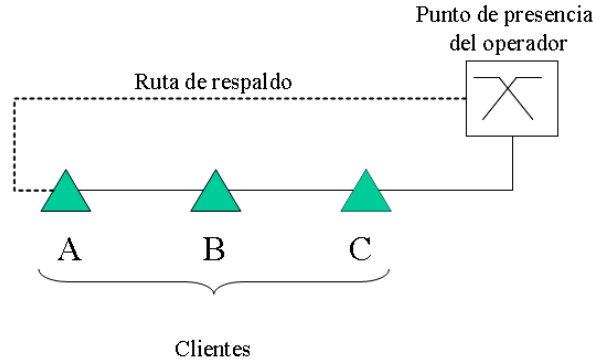 Punto de presencia
del operador
Ruta de respaldo
A B C
Clientes